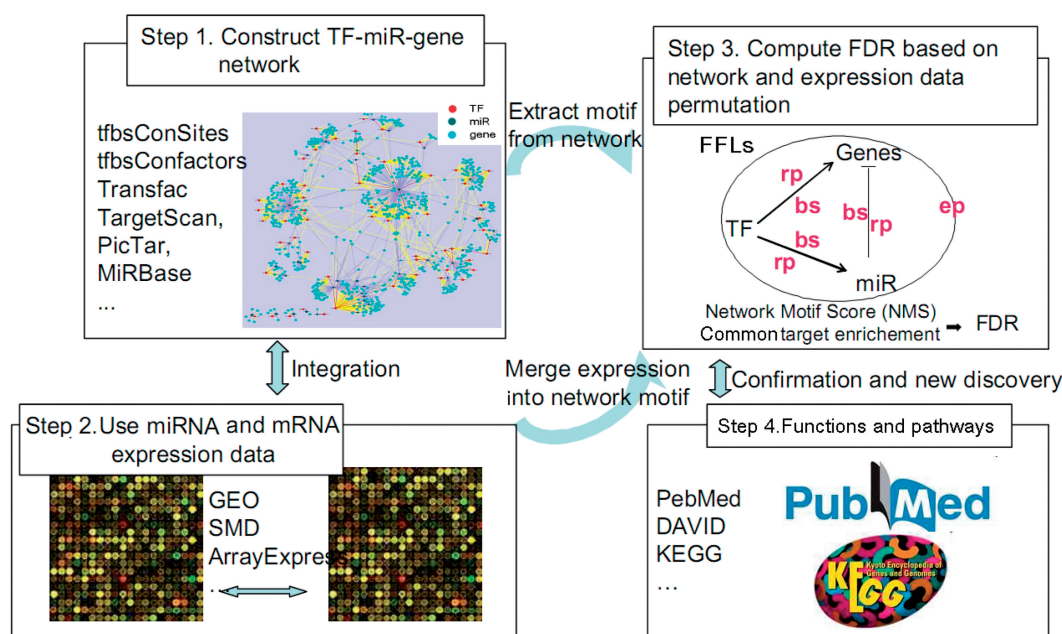 Step 1. Construct TF-miR-gene
network
TF
miR
gene
tfbsConSites
tfbsConfactors
Transfac
TargetScan,
PicTar,
MiRBase
...
Extract motif
from network
Step 3. Compute FDR based on
network and expression data
permutation
FFLs
Genes
rp
bs
bs
rp
ep
TF
bs
rp
miR
Network Motif Score (NMS)
Common target enrichement
FDR
Integration
Merge expression
into network motif
Confirmation and new discovery
Step 2.Use miRNA and mRNA
expression data
GEO
SMD
ArrayExpress
...
Step 4.Functions and pathways
PebMed
DAVID
KEGG
...
PubMed
Kyoto Encyclopedia of
Genes and Genomes
KEGG